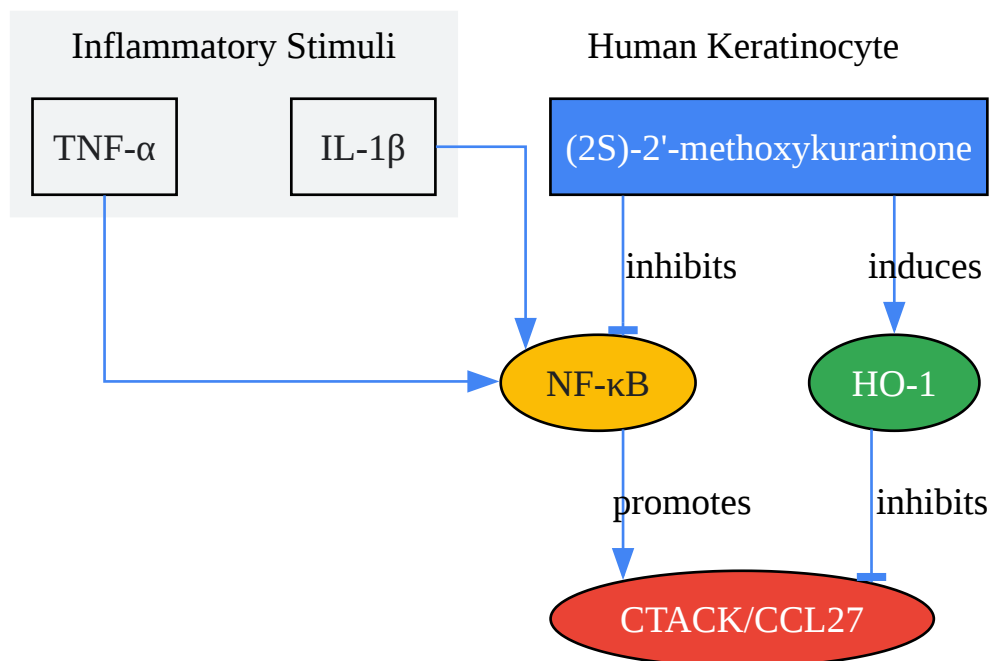 Inflammatory Stimuli
Human Keratinocyte
TNF-α
IL-1β
(2S)-2'-methoxykurarinone
inhibits
induces
NF-κB
HO-1
promotes
inhibits
CTACK/CCL27